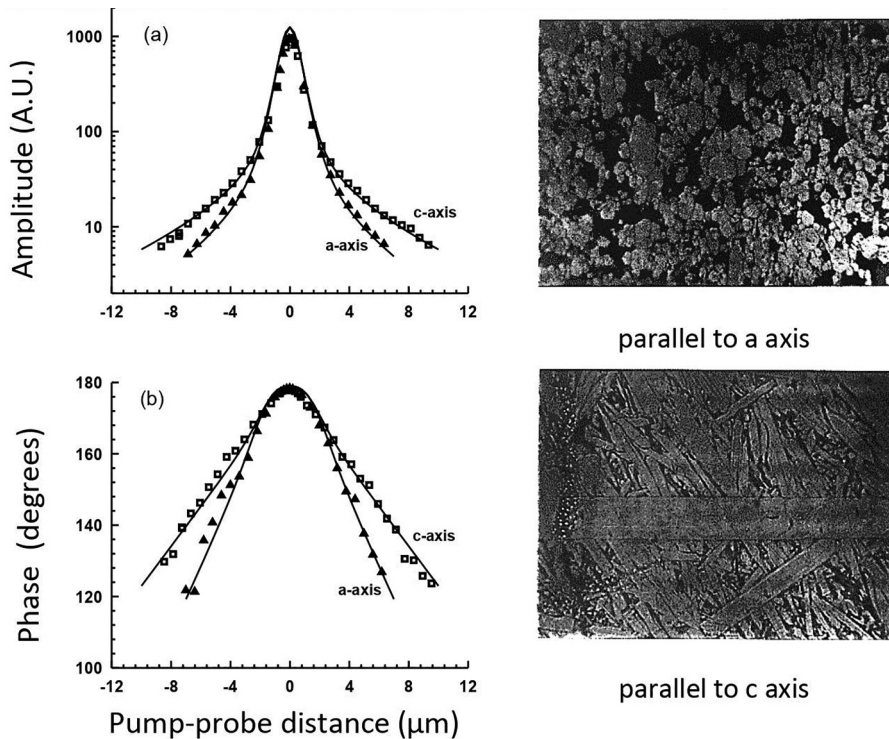 (a)
1000
100
10
Amplitude (A.U.)
c-axis
a-axis
-12 -8 -4 0 4 8 12
parallel to a axis
(b)
180
160
140
120
100
Phase (degrees)
c-axis
a-axis
-12 -8 -4 0 4 8 12
Pump-probe distance (μm)
parallel to c axis